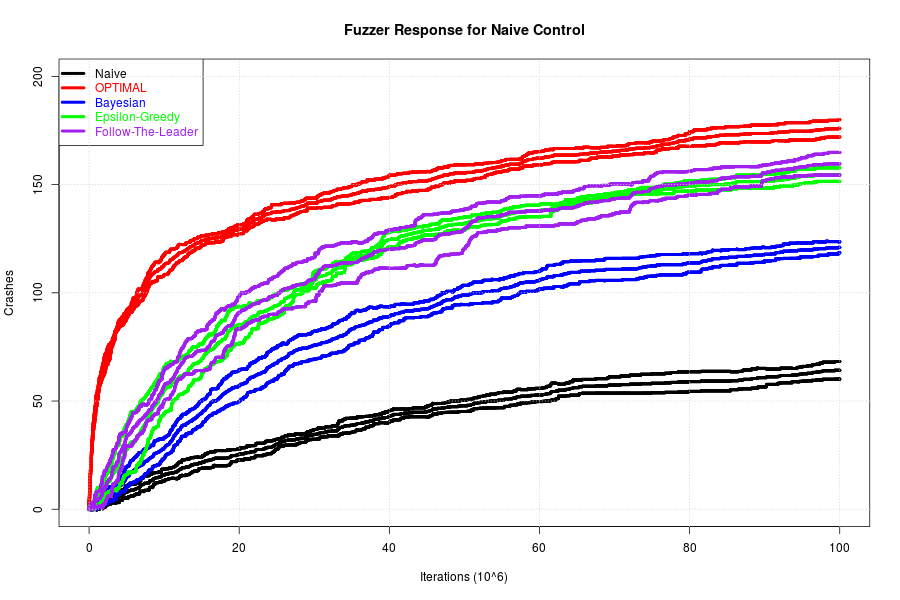 Fuzzer Response for Naive Control
Naive
OPTIMAL
Bayesian
Epsilon-Greedy
Follow-The-Leader
200
150
100
50
0
Crashes
0 20 40 60 80 100
Iterations (10^6)